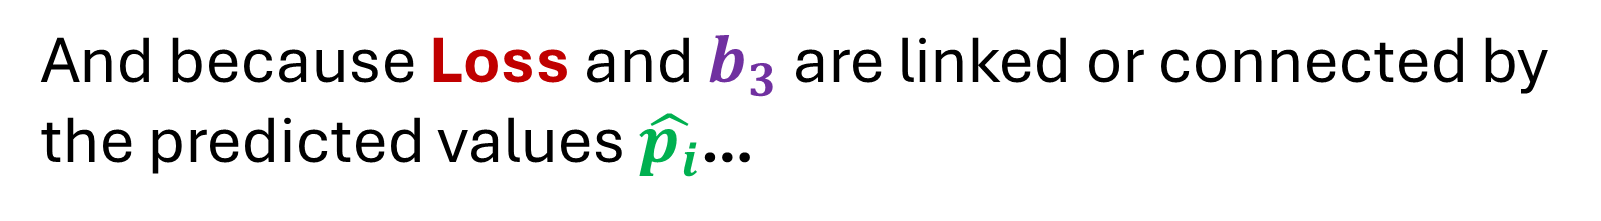 And because Loss and b₃ are linked or connected by
the predicted values p̂ᵢ...